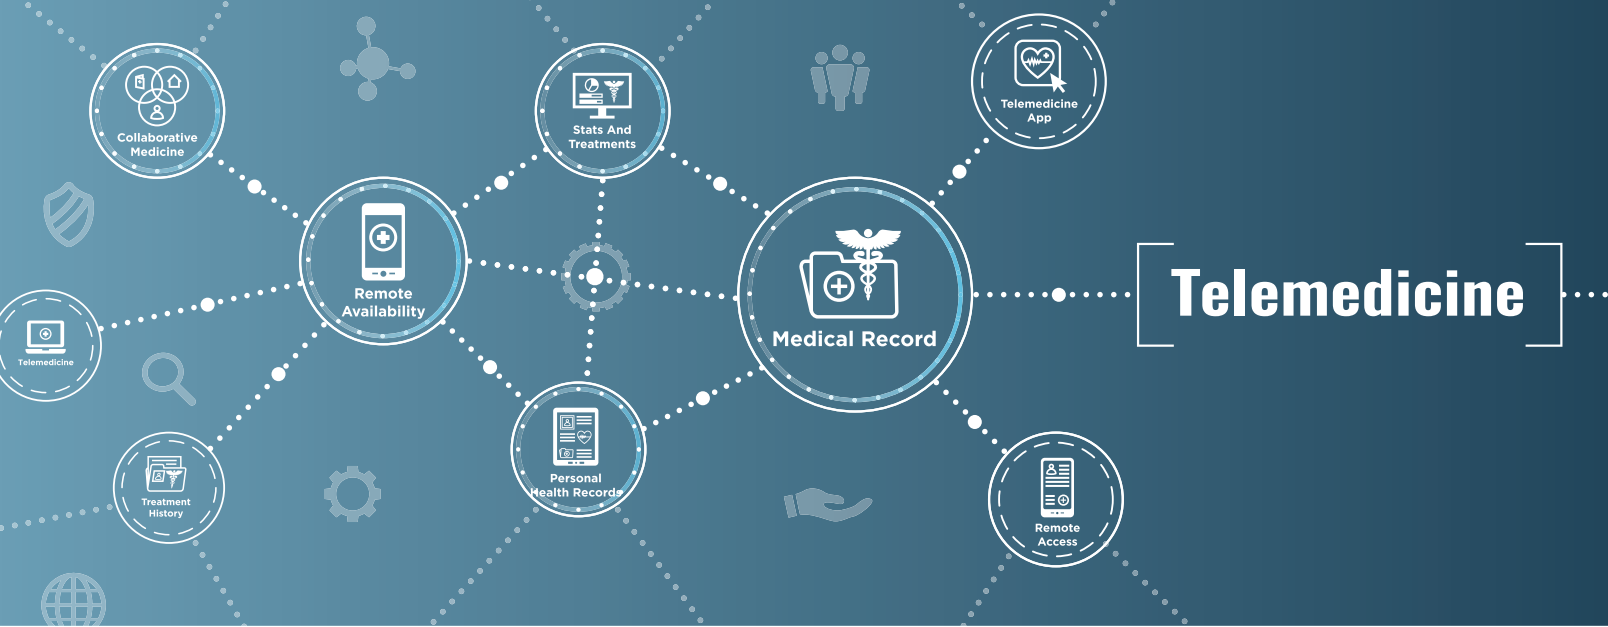 Collaborative
Medicine
Stats And
Treatments
Telemedicine
App
Remote
Availability
Medical Record
Telemedicine
Telemedicine
Treatment
History
Personal
Health Records
Remote
Access